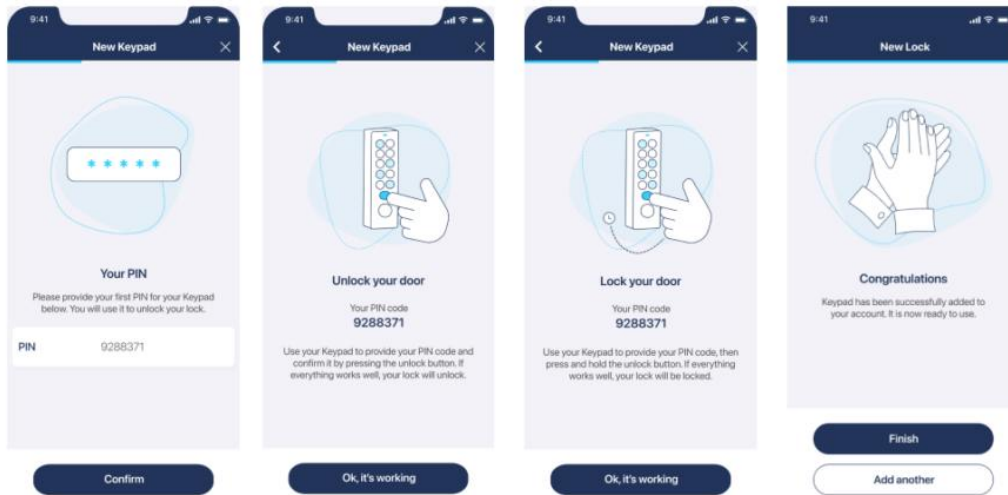 9:41
New Keypad
* * * * *
Your PIN
Please provide your first PIN for your Keypad
below. You will use it to unlock your lock.
PIN 9288371
Confirm
9:41
New Keypad
Unlock your door
Your PIN code
9288371
Use your Keypad to provide your PIN code and
confirm it by pressing the unlock button. If
everything works well, your lock will unlock.
Ok, it's working
9:41
New Keypad
Lock your door
Your PIN code
9288371
Use your Keypad to provide your PIN code, then
press and hold the unlock button. If everything
works well, your lock will be locked.
Ok, it's working
9:41
New Lock
Congratulations
Keypad has been successfully added to
your account. It is now ready to use.
Finish
Add another